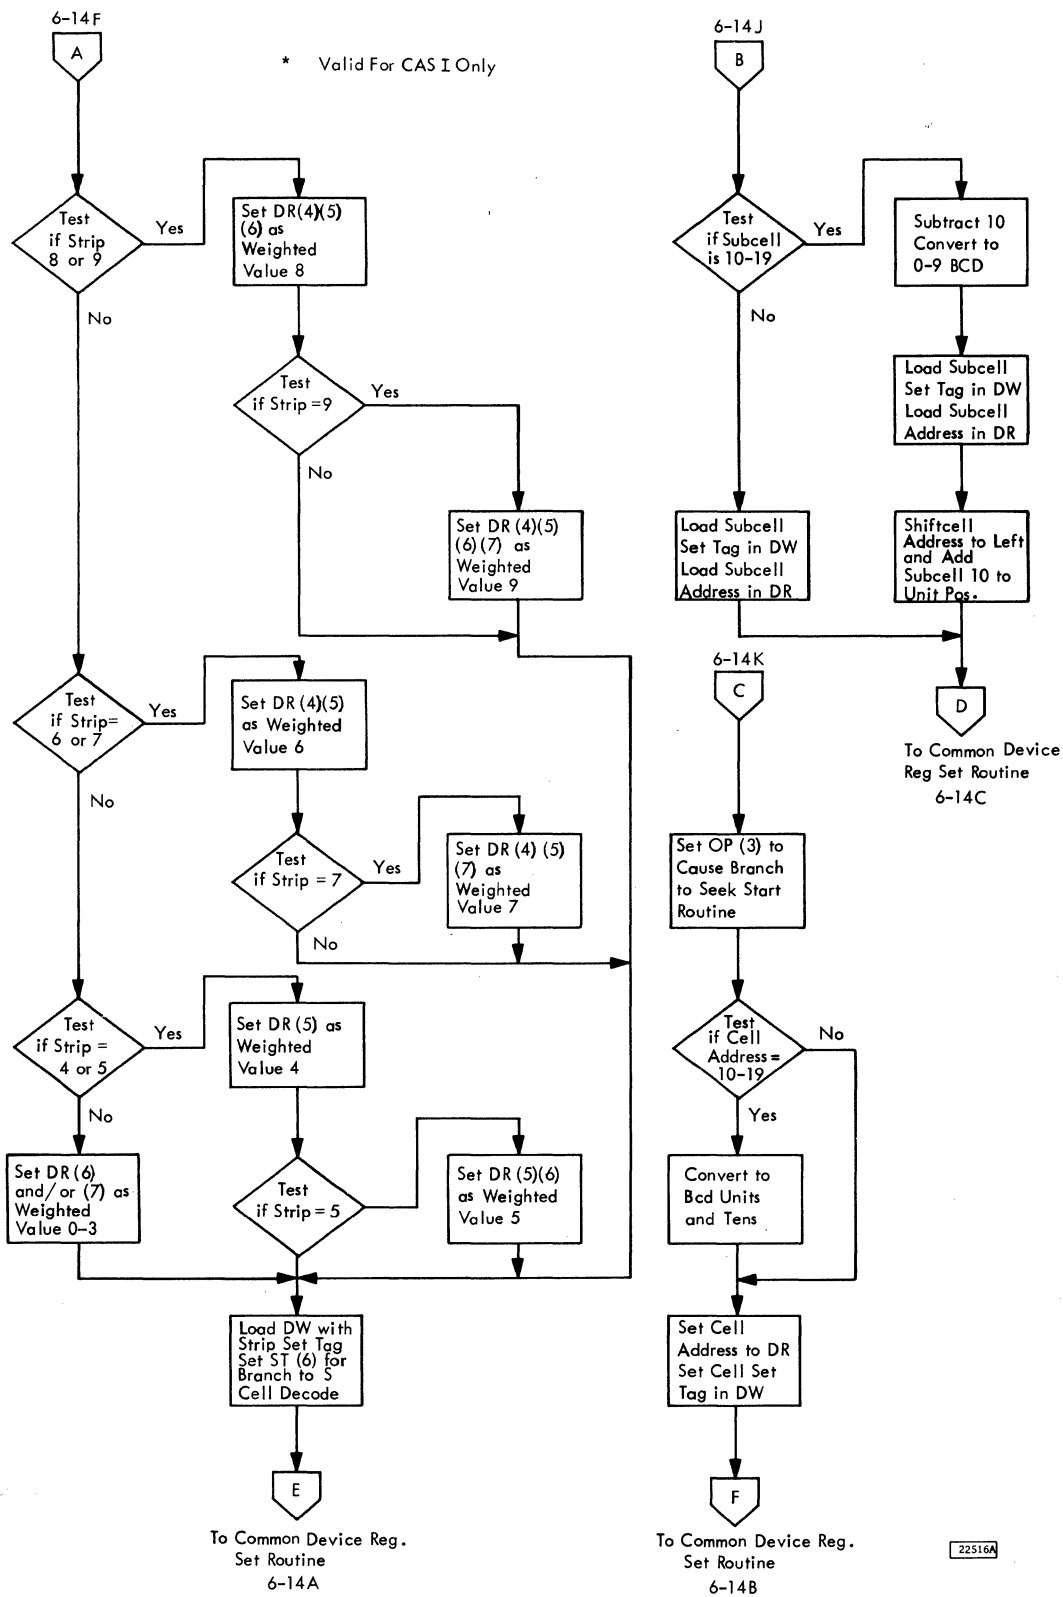 6-14F
A
* Valid For CAS I Only
Test
if Strip
8 or 9
Yes
No
Set DR(4)(5)
(6) as
Weighted
Value 8
Test
if Strip =9
Yes
No
Set DR (4)(5)
(6)(7) as
Weighted
Value 9
Test
if Strip=
6 or 7
Yes
No
Set DR (4)(5)
as Weighted
Value 6
Test
if Strip = 7
Yes
No
Set DR (4) (5)
(7) as
Weighted
Value 7
Test
if Strip =
4 or 5
Yes
No
Set DR (5) as
Weighted
Value 4
Set DR (6)
and/or (7) as
Weighted
Value 0-3
Test
if Strip = 5
Set DR (5)(6)
as Weighted
Value 5
Load DW with
Strip Set Tag
Set ST (6) for
Branch to S
Cell Decode
E
To Common Device Reg.
Set Routine
6-14A
6-14J
B
Test
if Subcell
is 10-19
Yes
No
Subtract 10
Convert to
0-9 BCD
Load Subcell
Set Tag in DW
Load Subcell
Address in DR
Load Subcell
Set Tag in DW
Load Subcell
Address in DR
Shiftcell
Address to Left
and Add
Subcell 10 to
Unit Pos.
D
To Common Device
Reg Set Routine
6-14C
6-14K
C
Set OP (3) to
Cause Branch
to Seek Start
Routine
Test
if Cell
Address =
10-19
No
Yes
Convert to
Bcd Units
and Tens
Set Cell
Address to DR
Set Cell Set
Tag in DW
F
To Common Device Reg.
Set Routine
6-14B
22516A